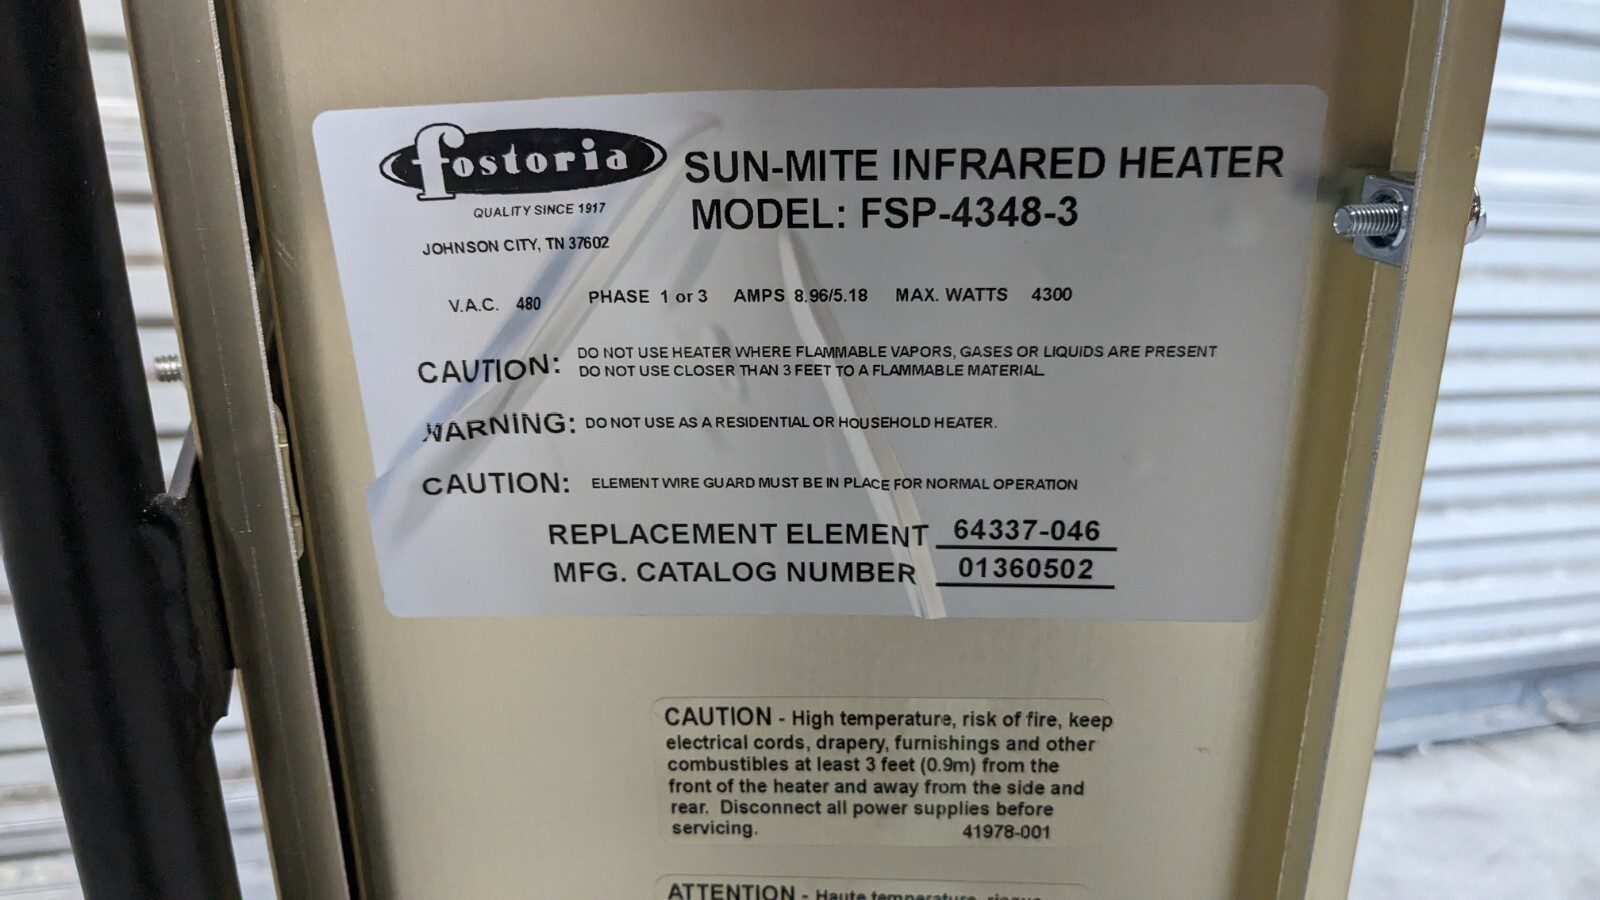 fostoria
QUALITY SINCE 1917
JOHNSON CITY, TN 37602
SUN-MITE INFRARED HEATER
MODEL: FSP-4348-3
V.A.C. 480 PHASE 1 or 3 AMPS 8.96/5.18 MAX. WATTS 4300
CAUTION: DO NOT USE HEATER WHERE FLAMMABLE VAPORS, GASES OR LIQUIDS ARE PRESENT
DO NOT USE CLOSER THAN 3 FEET TO A FLAMMABLE MATERIAL
WARNING: DO NOT USE AS A RESIDENTIAL OR HOUSEHOLD HEATER.
CAUTION: ELEMENT WIRE GUARD MUST BE IN PLACE FOR NORMAL OPERATION
REPLACEMENT ELEMENT 64337-046
MFG. CATALOG NUMBER 01360502
CAUTION - High temperature, risk of fire, keep
electrical cords, drapery, furnishings and other
combustibles at least 3 feet (0.9m) from the
front of the heater and away from the side and
rear. Disconnect all power supplies before
servicing. 41978-001
ATTENTION - Haute temperature, risque